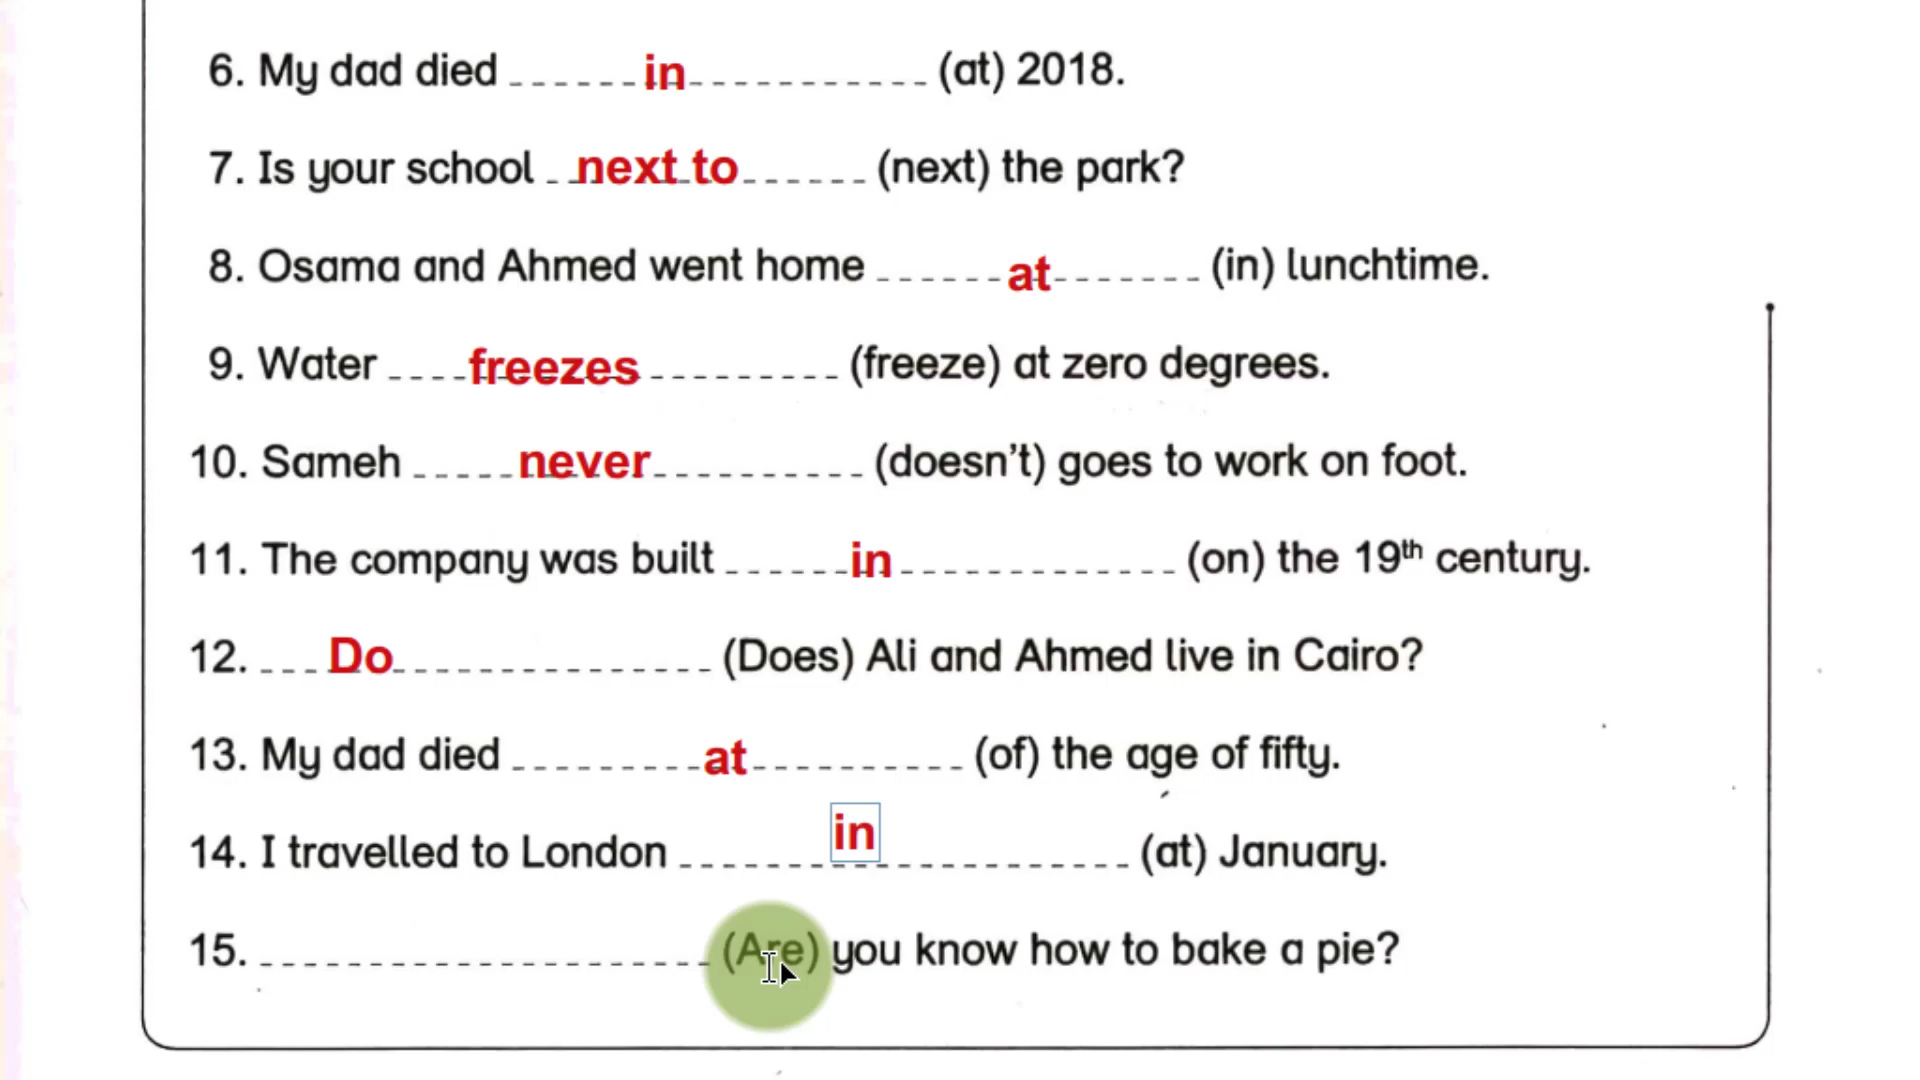 6. My dad died in (at) 2018.
7. Is your school next to (next) the park?
8. Osama and Ahmed went home at (in) lunchtime.
9. Water freezes (freeze) at zero degrees.
10. Sameh never (doesn't) goes to work on foot.
11. The company was built in (on) the 19th century.
12. Do (Does) Ali and Ahmed live in Cairo?
13. My dad died at (of) the age of fifty.
14. I travelled to London in (at) January.
15. (Are) you know how to bake a pie?